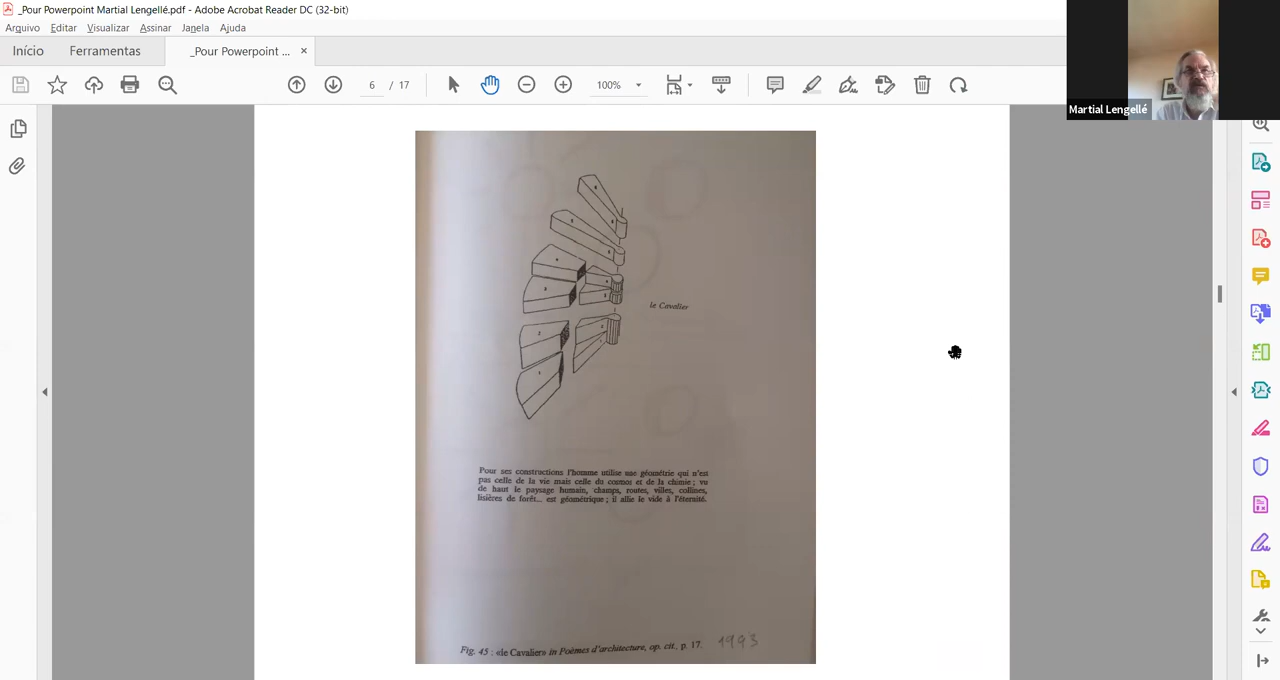 _Pour Powerpoint Martial Lengellé.pdf - Adobe Acrobat Reader DC (32-bit)
Arquivo Editar Visualizar Assinar Janela Ajuda
Início Ferramentas _Pour Powerpoint ... ×
6 / 17 100%
Martial Lengellé
le Cavalier
Pour ses constructions l'homme utilise une géométrie qui n'est
pas celle de la vie mais celle du cosmos et de la chimie ; vu
de haut le paysage humain, champs, routes, villes, collines,
lisières de forêt... est géométrique ; il allie le vide à l'éternité.
Fig. 45 : «le Cavalier» in Poèmes d'architecture, op. cit., p. 17. 1993